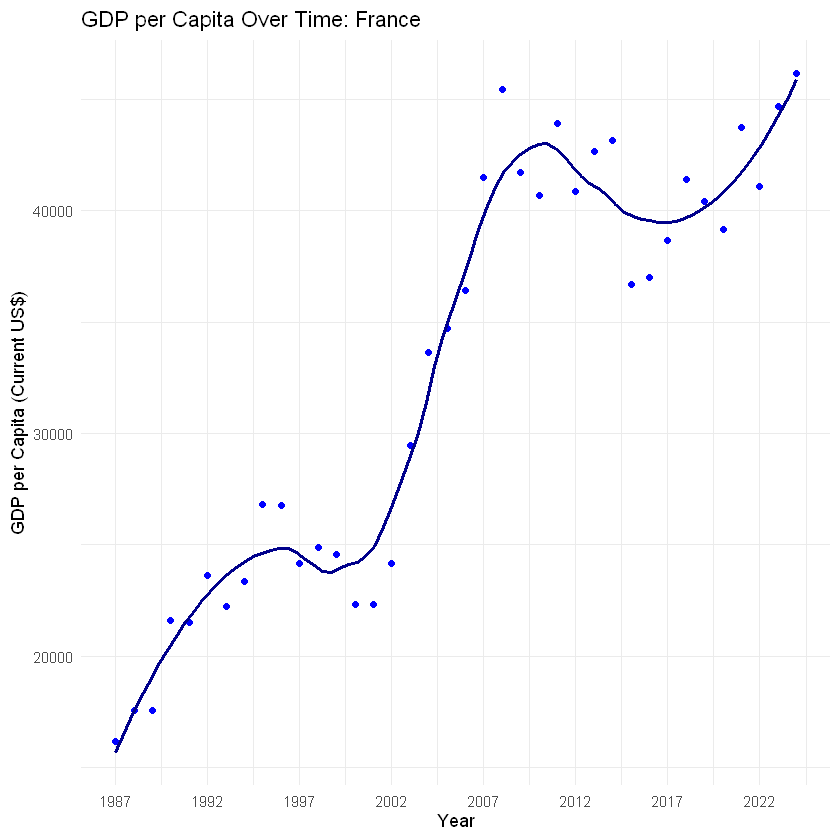 GDP per Capita Over Time: France
GDP per Capita (Current US$)
40000
30000
20000
1987 1992 1997 2002 2007 2012 2017 2022
Year